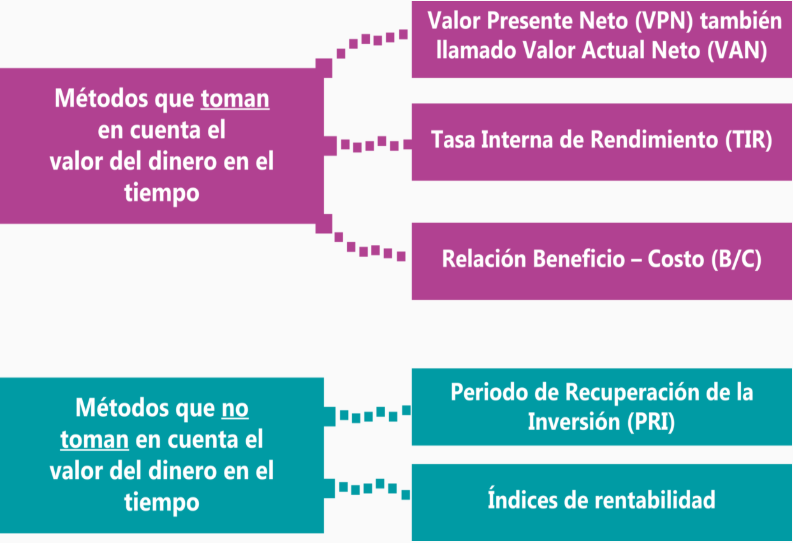 Métodos que toman
en cuenta el
valor del dinero en el
tiempo
Valor Presente Neto (VPN) también
llamado Valor Actual Neto (VAN)
Tasa Interna de Rendimiento (TIR)
Relación Beneficio – Costo (B/C)
Métodos que no
toman en cuenta el
valor del dinero en el
tiempo
Periodo de Recuperación de la
Inversión (PRI)
Índices de rentabilidad